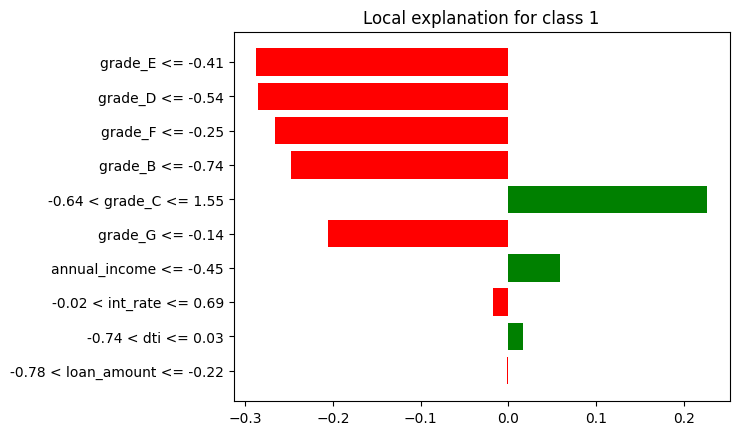 Local explanation for class 1
grade_E <= -0.41
grade_D <= -0.54
grade_F <= -0.25
grade_B <= -0.74
-0.64 < grade_C <= 1.55
grade_G <= -0.14
annual_income <= -0.45
-0.02 < int_rate <= 0.69
-0.74 < dti <= 0.03
-0.78 < loan_amount <= -0.22
−0.3 −0.2 −0.1 0.0 0.1 0.2